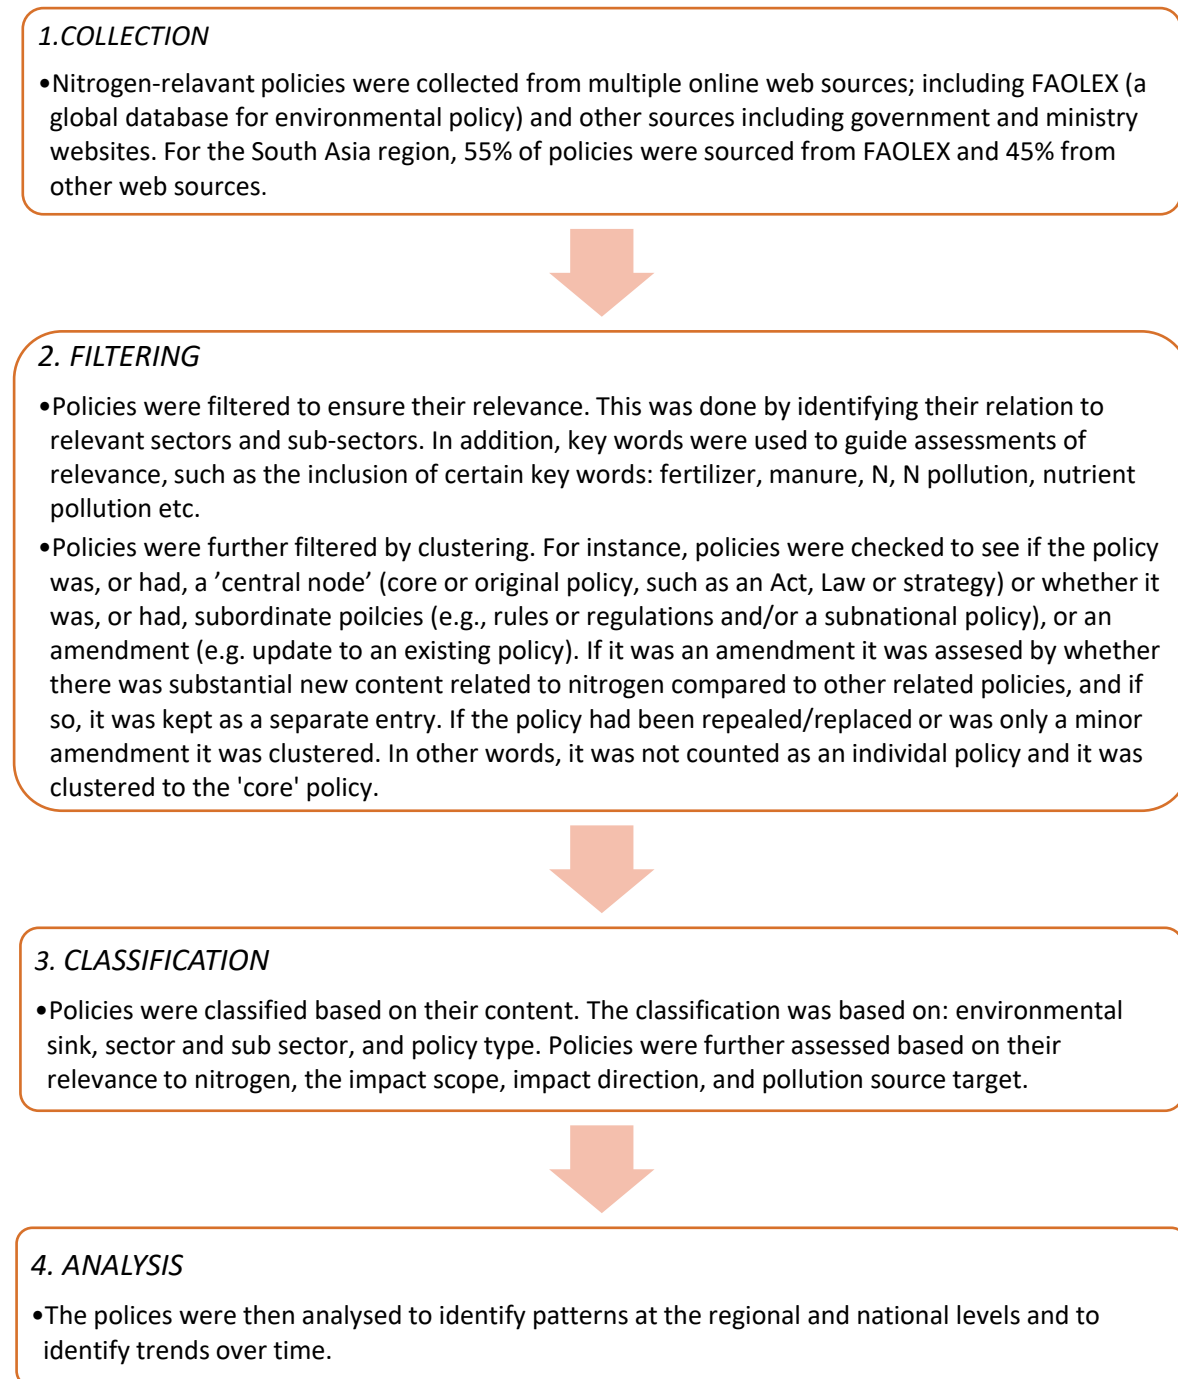 1.COLLECTION
•Nitrogen-relavant policies were collected from multiple online web sources; including FAOLEX (a
global database for environmental policy) and other sources including government and ministry
websites. For the South Asia region, 55% of policies were sourced from FAOLEX and 45% from
other web sources.
2. FILTERING
•Policies were filtered to ensure their relevance. This was done by identifying their relation to
relevant sectors and sub-sectors. In addition, key words were used to guide assessments of
relevance, such as the inclusion of certain key words: fertilizer, manure, N, N pollution, nutrient
pollution etc.
•Policies were further filtered by clustering. For instance, policies were checked to see if the policy
was, or had, a ’central node’ (core or original policy, such as an Act, Law or strategy) or whether it
was, or had, subordinate poilcies (e.g., rules or regulations and/or a subnational policy), or an
amendment (e.g. update to an existing policy). If it was an amendment it was assesed by whether
there was substantial new content related to nitrogen compared to other related policies, and if
so, it was kept as a separate entry. If the policy had been repealed/replaced or was only a minor
amendment it was clustered. In other words, it was not counted as an individal policy and it was
clustered to the 'core' policy.
3. CLASSIFICATION
•Policies were classified based on their content. The classification was based on: environmental
sink, sector and sub sector, and policy type. Policies were further assessed based on their
relevance to nitrogen, the impact scope, impact direction, and pollution source target.
4. ANALYSIS
•The polices were then analysed to identify patterns at the regional and national levels and to
identify trends over time.